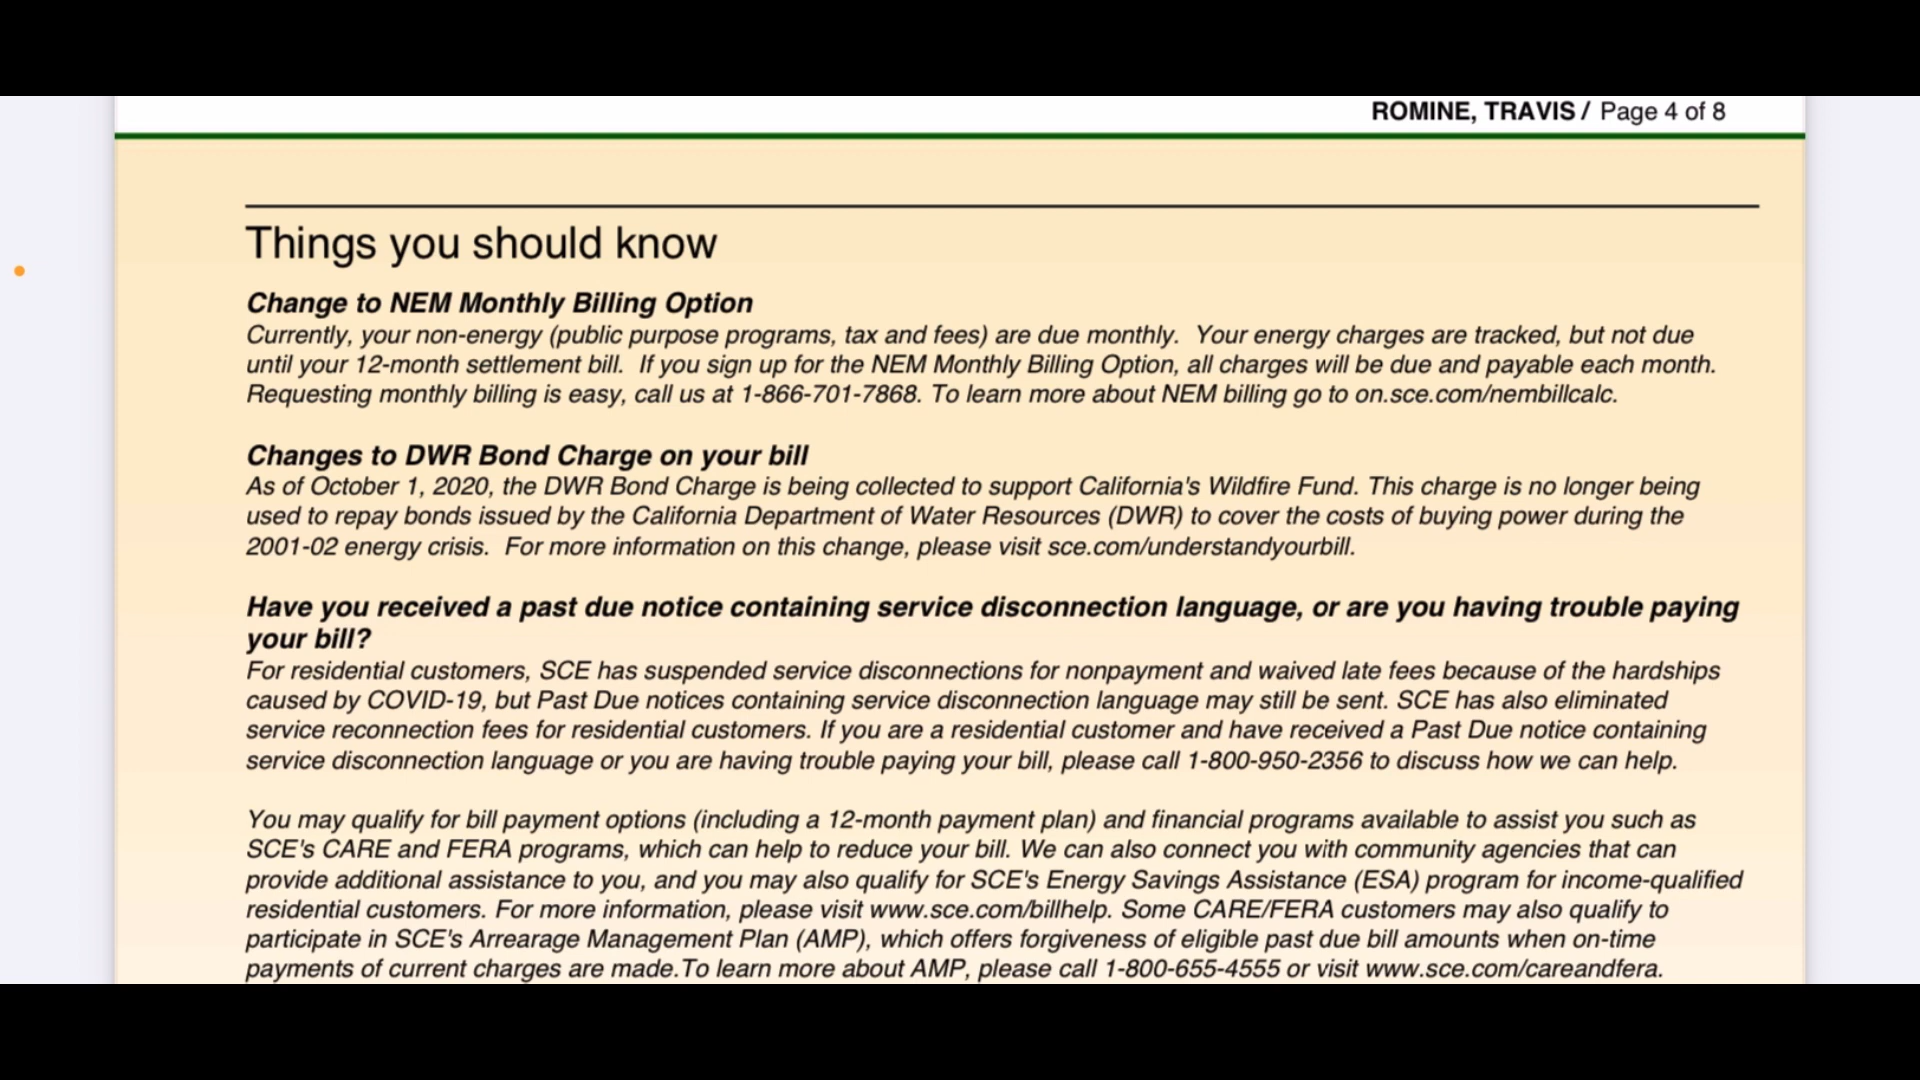 ROMINE, TRAVIS / Page 4 of 8
Things you should know
Change to NEM Monthly Billing Option
Currently, your non-energy (public purpose programs, tax and fees) are due monthly.  Your energy charges are tracked, but not due
until your 12-month settlement bill.  If you sign up for the NEM Monthly Billing Option, all charges will be due and payable each month.
Requesting monthly billing is easy, call us at 1-866-701-7868. To learn more about NEM billing go to on.sce.com/nembillcalc.
Changes to DWR Bond Charge on your bill
As of October 1, 2020, the DWR Bond Charge is being collected to support California's Wildfire Fund. This charge is no longer being
used to repay bonds issued by the California Department of Water Resources (DWR) to cover the costs of buying power during the
2001-02 energy crisis.  For more information on this change, please visit sce.com/understandyourbill.
Have you received a past due notice containing service disconnection language, or are you having trouble paying
your bill?
For residential customers, SCE has suspended service disconnections for nonpayment and waived late fees because of the hardships
caused by COVID-19, but Past Due notices containing service disconnection language may still be sent. SCE has also eliminated
service reconnection fees for residential customers. If you are a residential customer and have received a Past Due notice containing
service disconnection language or you are having trouble paying your bill, please call 1-800-950-2356 to discuss how we can help.
You may qualify for bill payment options (including a 12-month payment plan) and financial programs available to assist you such as
SCE's CARE and FERA programs, which can help to reduce your bill. We can also connect you with community agencies that can
provide additional assistance to you, and you may also qualify for SCE's Energy Savings Assistance (ESA) program for income-qualified
residential customers. For more information, please visit www.sce.com/billhelp. Some CARE/FERA customers may also qualify to
participate in SCE's Arrearage Management Plan (AMP), which offers forgiveness of eligible past due bill amounts when on-time
payments of current charges are made.To learn more about AMP, please call 1-800-655-4555 or visit www.sce.com/careandfera.